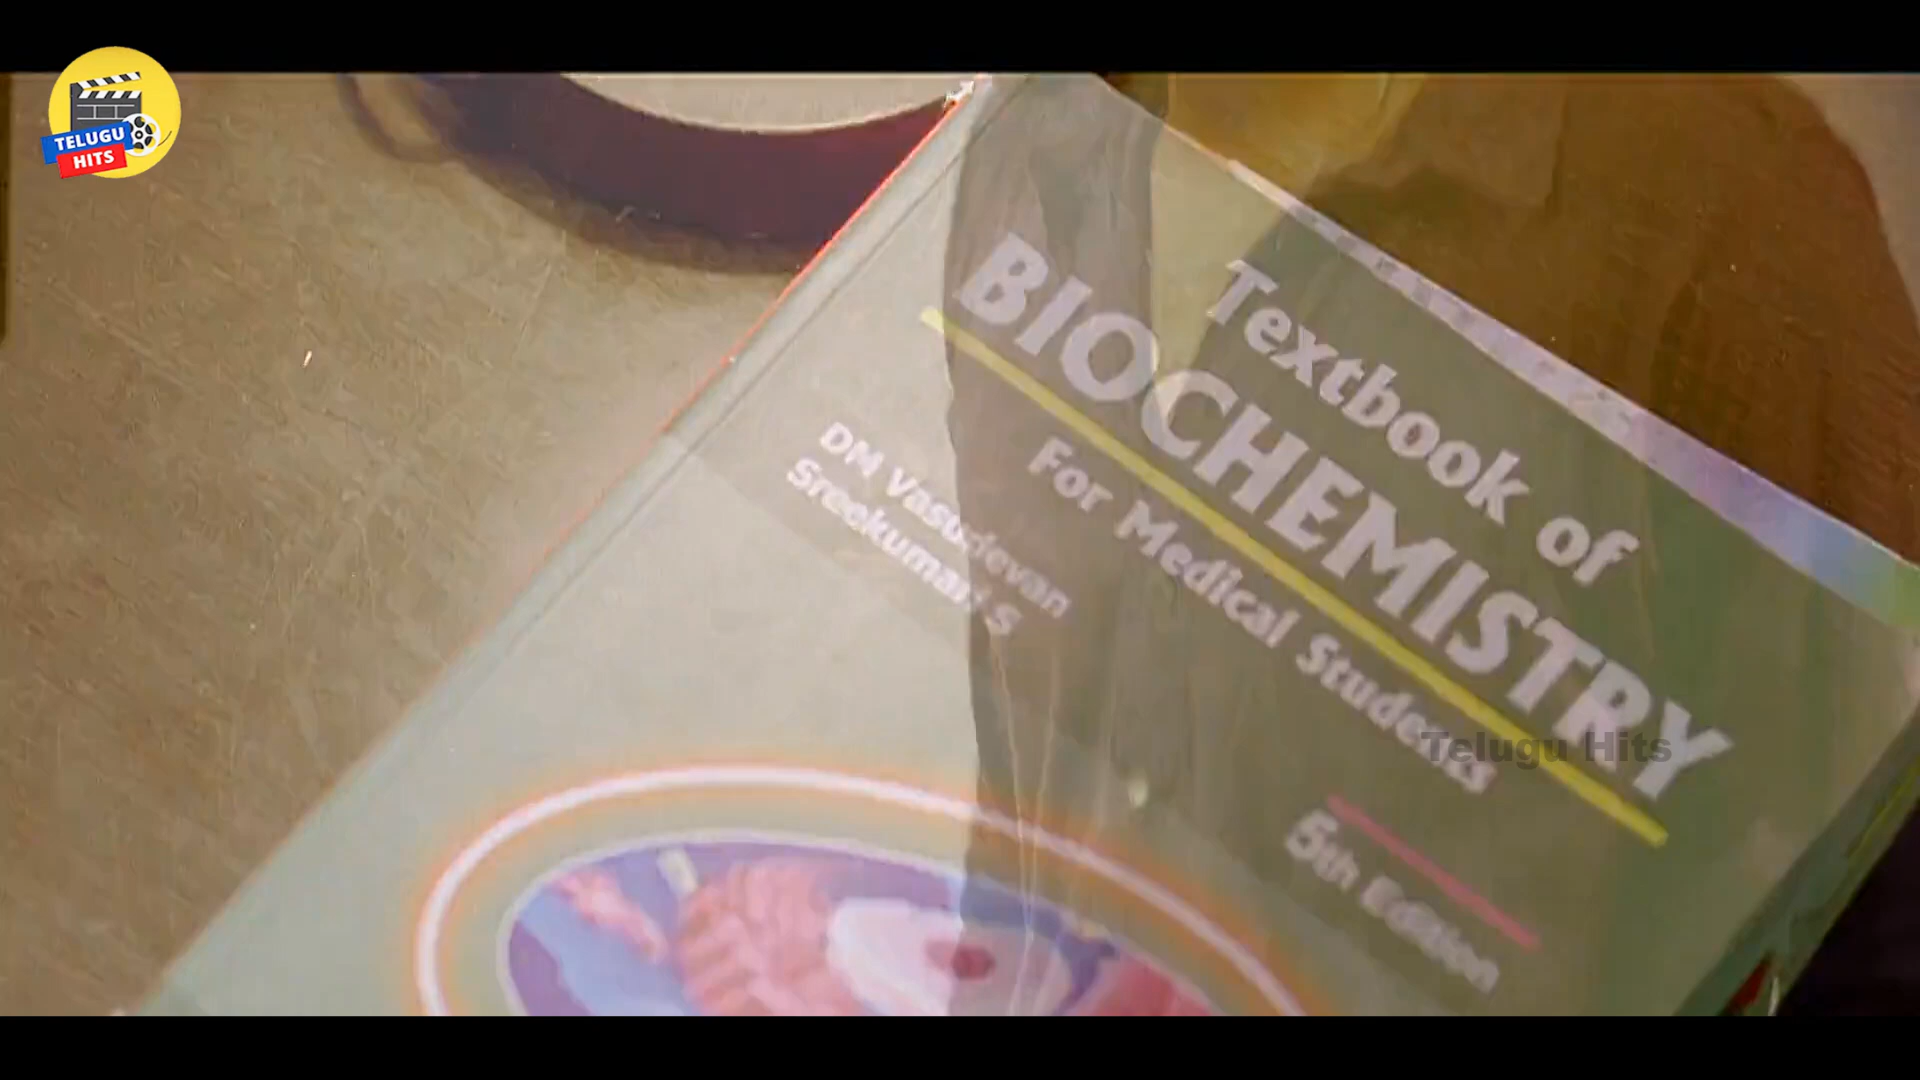 TELUGU
HITS
Textbook of
BIOCHEMISTRY
For Medical Students
DM Vasudevan
Sreekumari S
5th Edition
Telugu Hits